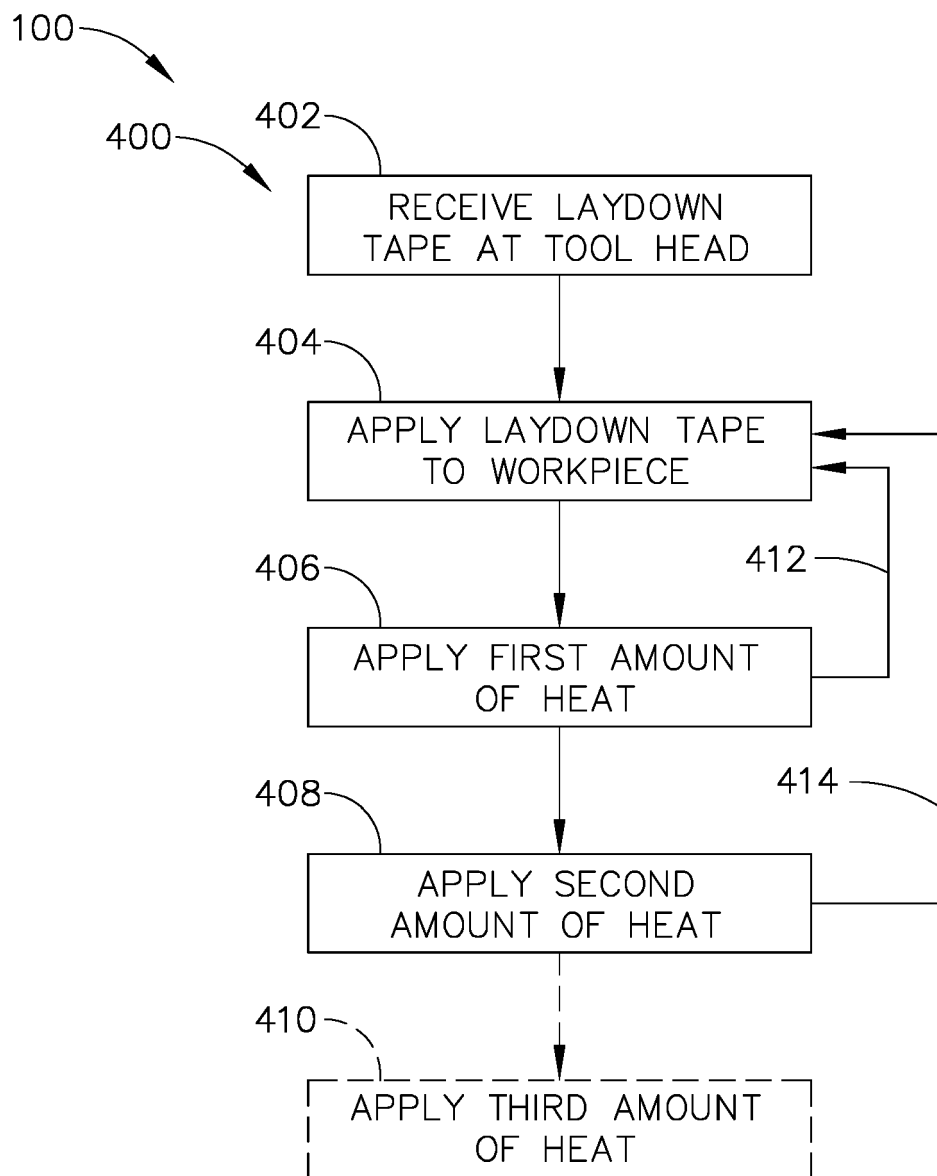 100
400
402
RECEIVE LAYDOWN
TAPE AT TOOL HEAD
404
APPLY LAYDOWN TAPE
TO WORKPIECE
412
406
APPLY FIRST AMOUNT
OF HEAT
414
408
APPLY SECOND
AMOUNT OF HEAT
410
APPLY THIRD AMOUNT
OF HEAT